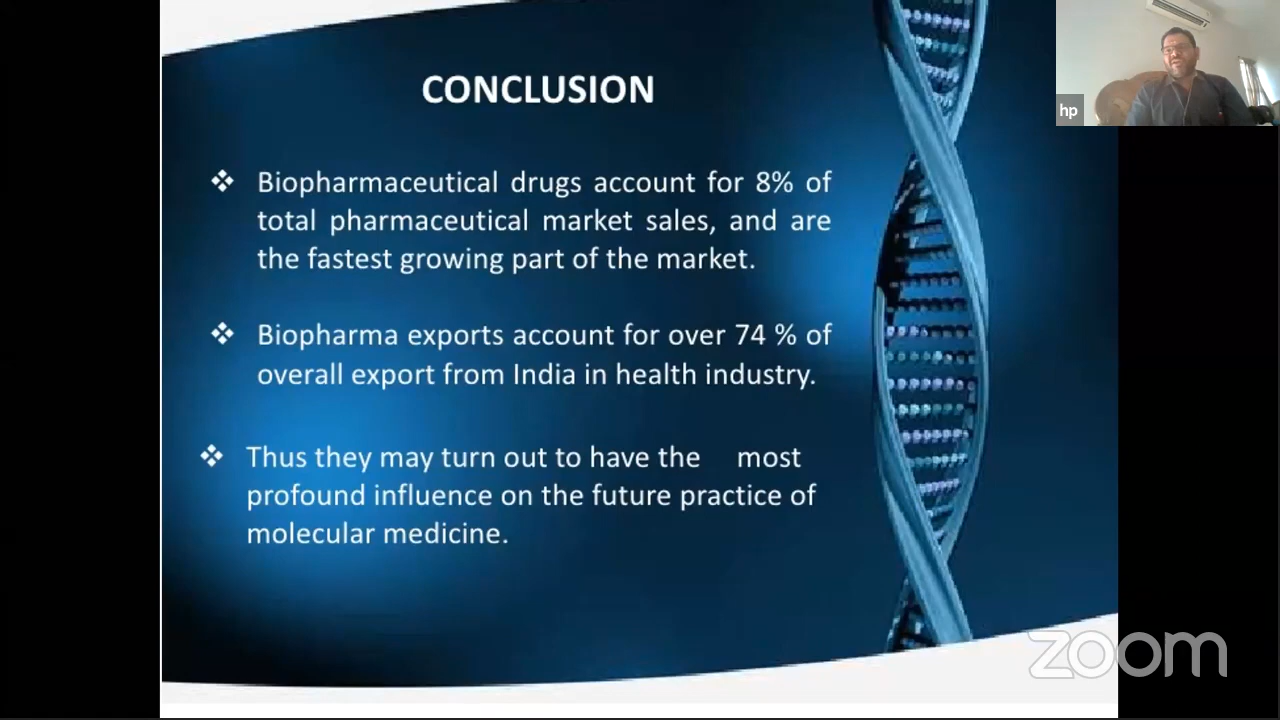 CONCLUSION
❖ Biopharmaceutical drugs account for 8% of
total pharmaceutical market sales, and are
the fastest growing part of the market.
❖ Biopharma exports account for over 74 % of
overall export from India in health industry.
❖ Thus they may turn out to have the most
profound influence on the future practice of
molecular medicine.
hp
zoom